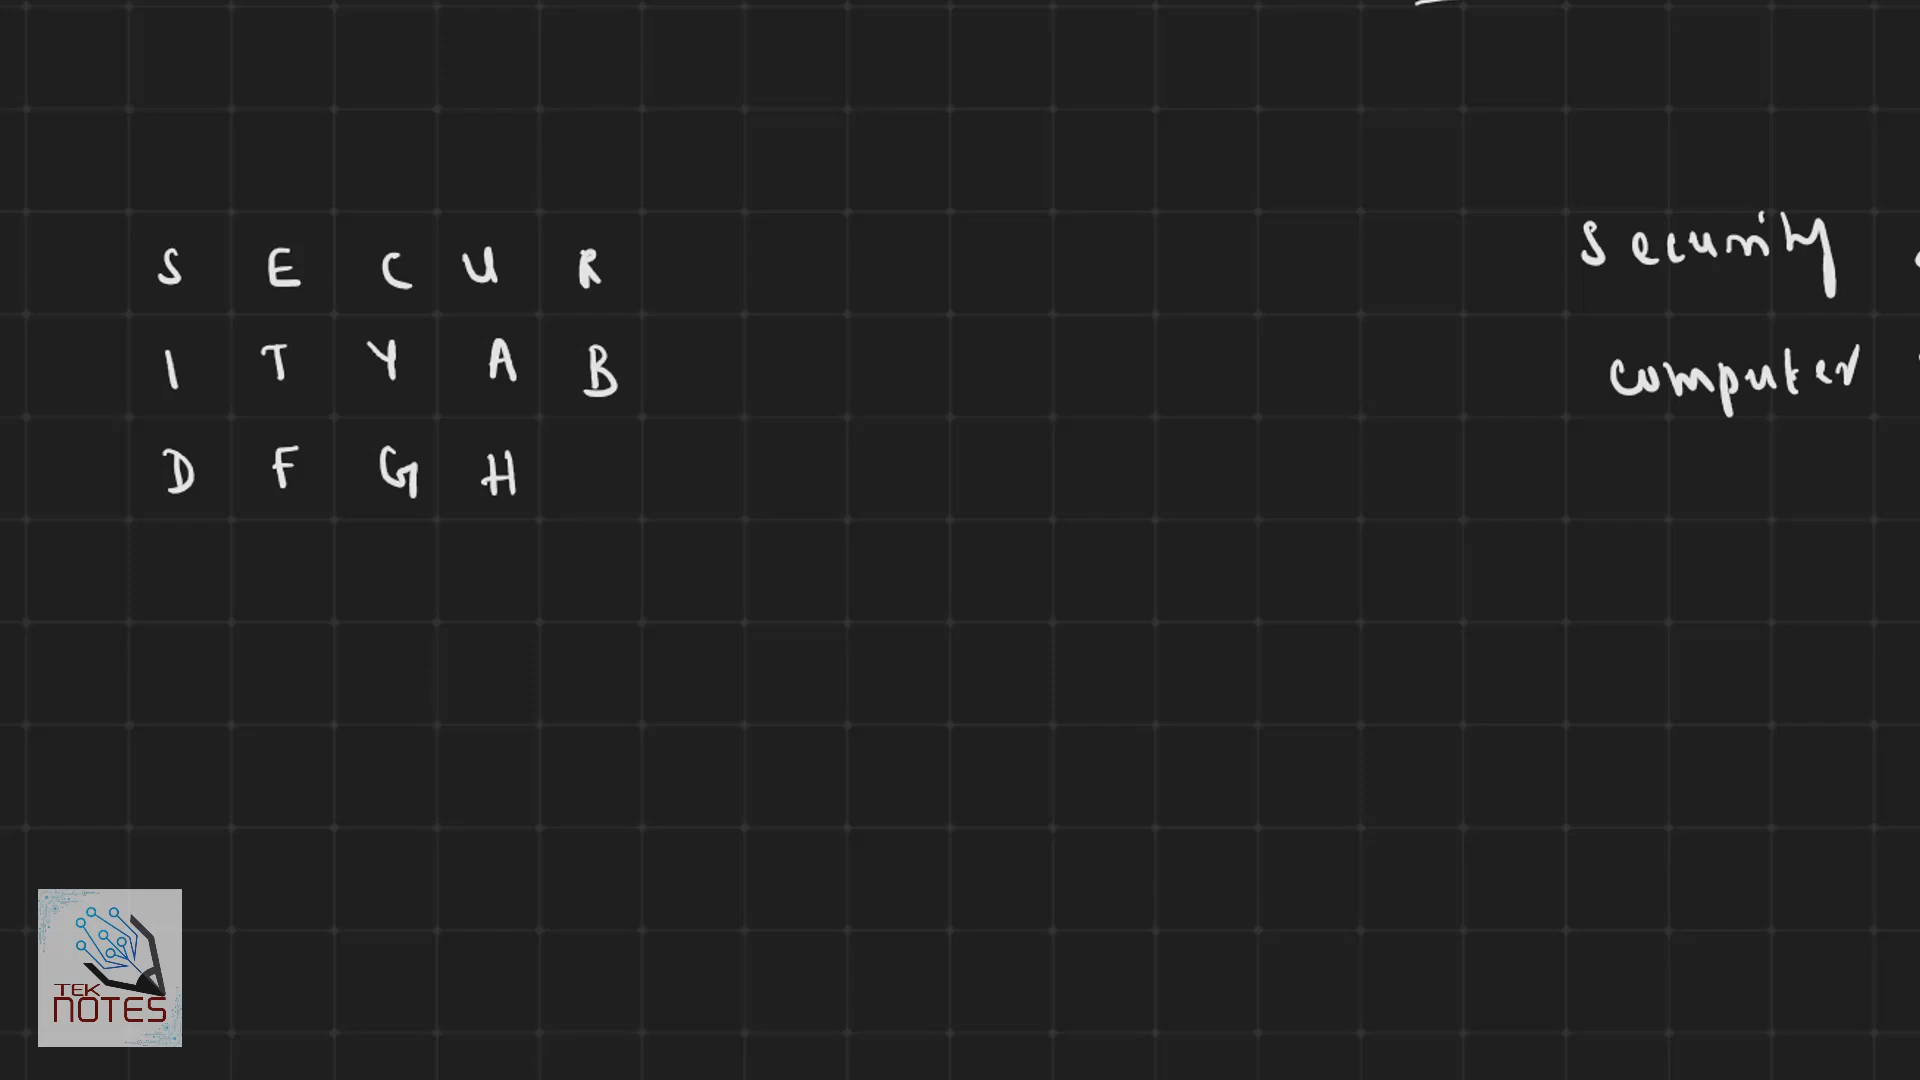 S E C U R
I T Y A B
D F G H
Security
computer
TEK
NOTES